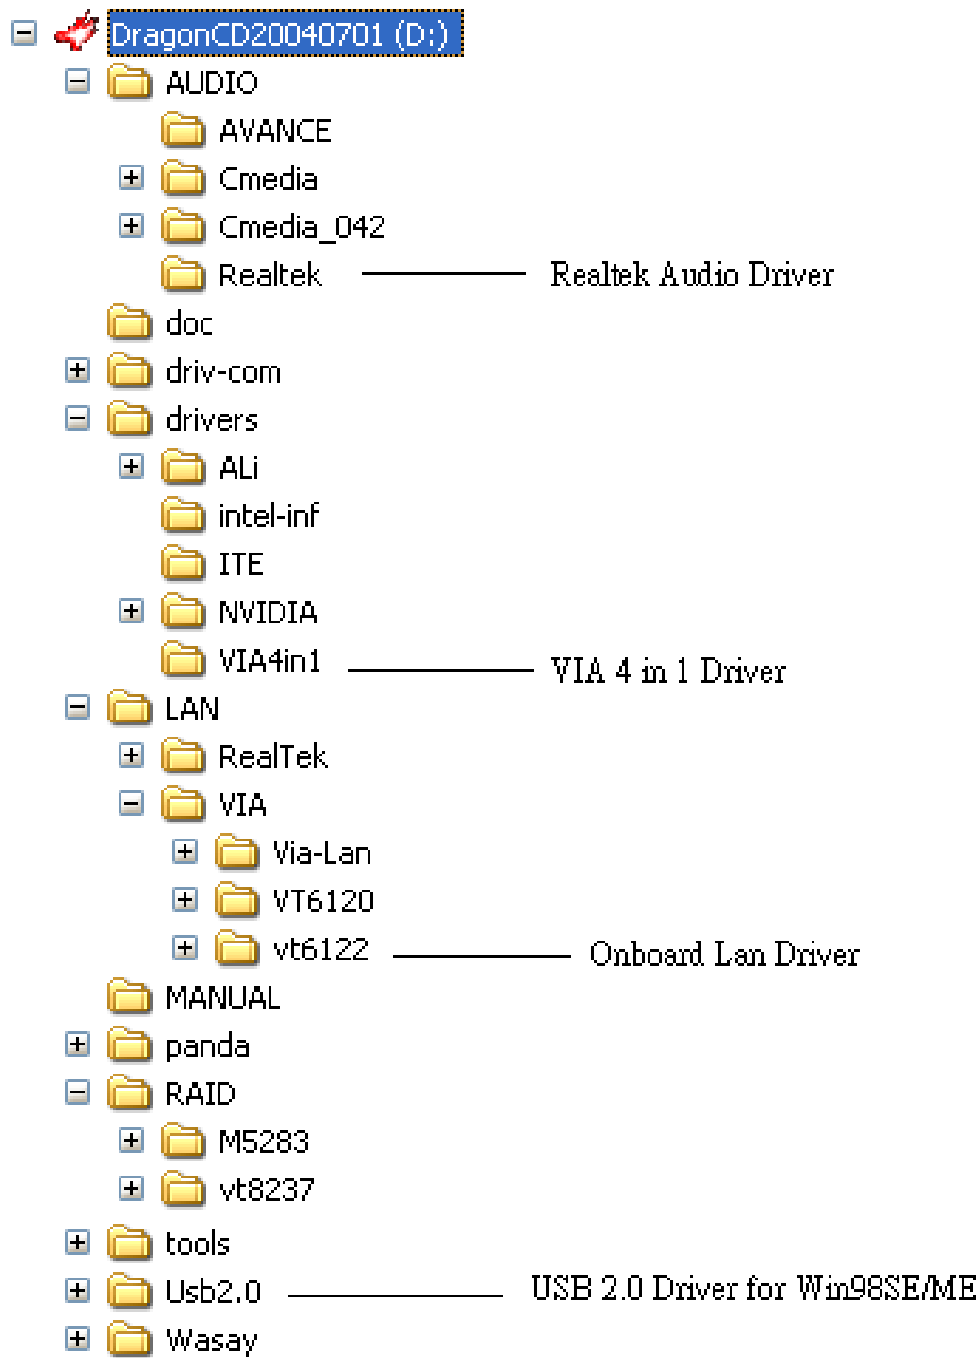 DragonCD20040701 (D:)
AUDIO
AVANCE
Cmedia
Cmedia_042
Realtek Realtek Audio Driver
doc
driv-com
drivers
ALi
intel-inf
ITE
NVIDIA
VIA4in1 VIA 4 in 1 Driver
LAN
RealTek
VIA
Via-Lan
VT6120
vt6122 Onboard Lan Driver
MANUAL
panda
RAID
M5283
vt8237
tools
Usb2.0 USB 2.0 Driver for Win98SE/ME
Wasay